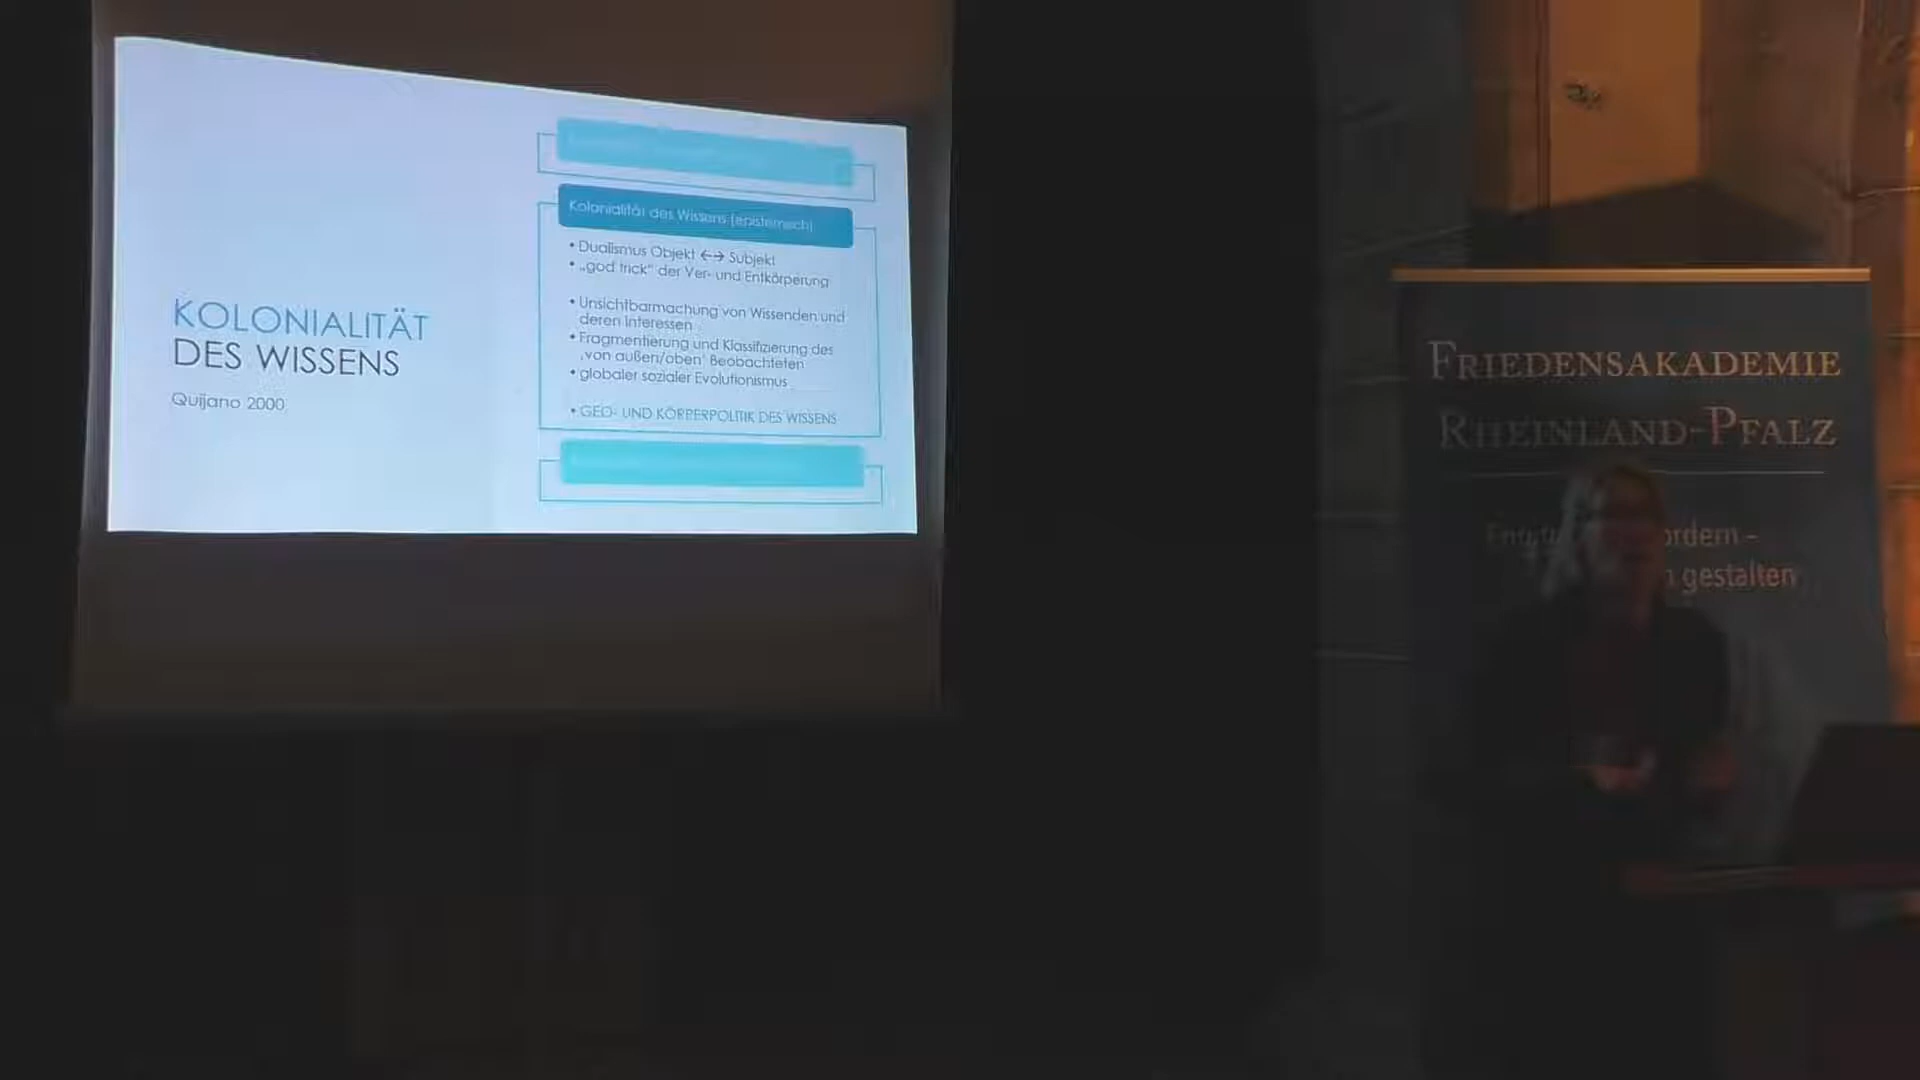 KOLONIALITÄT
DES WISSENS
Quijano 2000
Kolonialität des Wissens (epistemisch)
• Dualismus Objekt ←→ Subjekt
• „god trick“ der Ver- und Entkörperung
• Unsichtbarmachung von Wissenden und
deren Interessen
• Fragmentierung und Klassifizierung des
‚von außen/oben‘ Beobachteten
• globaler sozialer Evolutionismus
• GEO- UND KÖRPERPOLITIK DES WISSENS
FRIEDENSAKADEMIE
RHEINLAND-PFALZ
gestalten